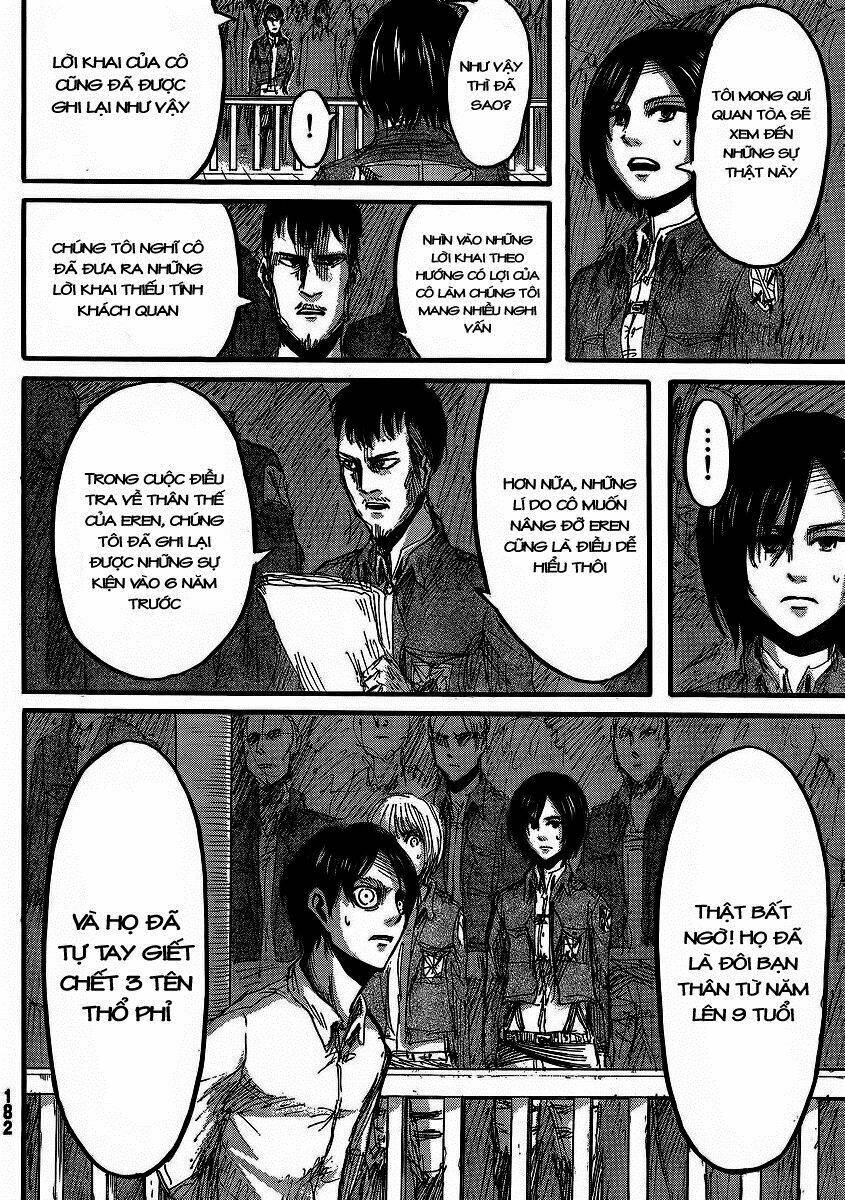 TÔI MONG QUÍ
QUAN TÒA SẼ
XEM ĐẾN
NHỮNG SỰ
THẬT NÀY
NHƯ VẬY
THÌ ĐÃ
SAO?
!
LỜI KHAI CỦA CÔ
CŨNG ĐÃ ĐƯỢC
GHI LẠI NHƯ VẬY
NHÌN VÀO NHỮNG
LỜI KHAI THEO
HƯỚNG CÓ LỢI CỦA
CÔ LÀM CHÚNG TÔI
MANG NHIỀU NGHI
VẤN
CHÚNG TÔI NGHĨ CÔ
ĐÃ ĐƯA RA NHỮNG
LỜI KHAI THIẾU TÍNH
KHÁCH QUAN
...!
HƠN NỮA, NHỮNG
LÍ DO CÔ MUỐN
NÂNG ĐỠ EREN
CŨNG LÀ ĐIỀU DỄ
HIỂU THÔI
TRONG CUỘC ĐIỀU
TRA VỀ THÂN THẾ
CỦA EREN, CHÚNG
TÔI ĐÃ GHI LẠI
ĐƯỢC NHỮNG SỰ
KIỆN VÀO 6 NĂM
TRƯỚC
THẬT BẤT
NGỜ! HỌ ĐÃ
LÀ ĐÔI BẠN
THÂN TỪ NĂM
LÊN 9 TUỔI
VÀ HỌ ĐÃ
TỰ TAY GIẾT
CHẾT 3 TÊN
THỔ PHỈ
182